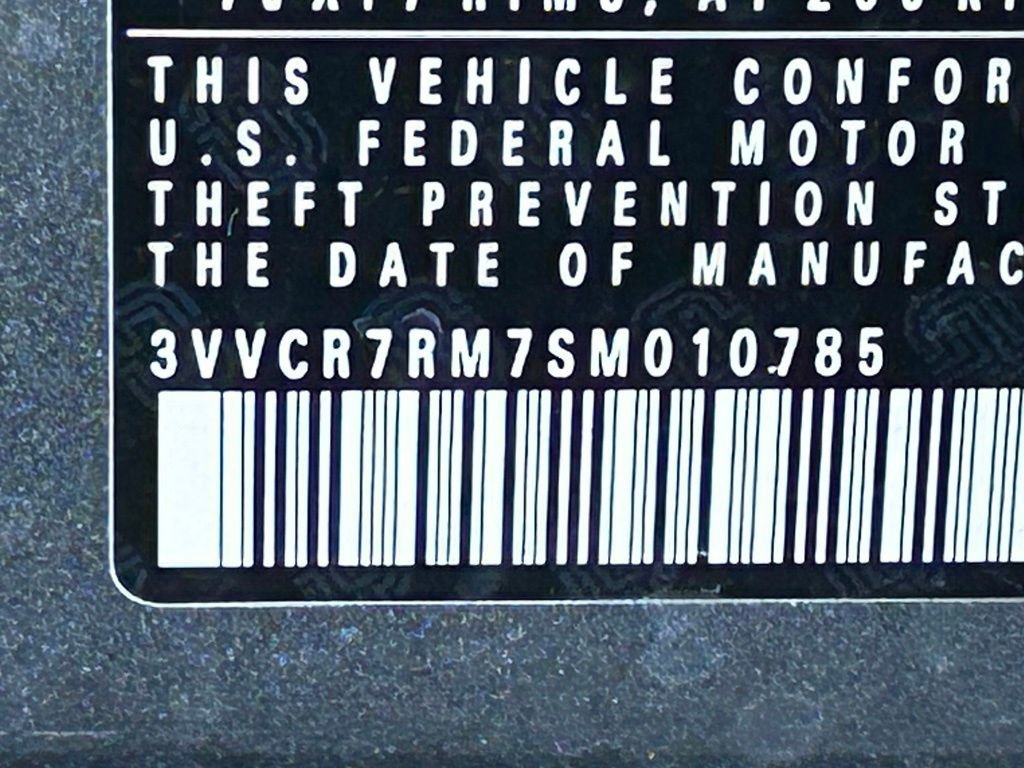 THIS VEHICLE CONFOR
U.S. FEDERAL MOTOR
THEFT PREVENTION ST
THE DATE OF MANUFAC
3VVCR7RM7SM010785